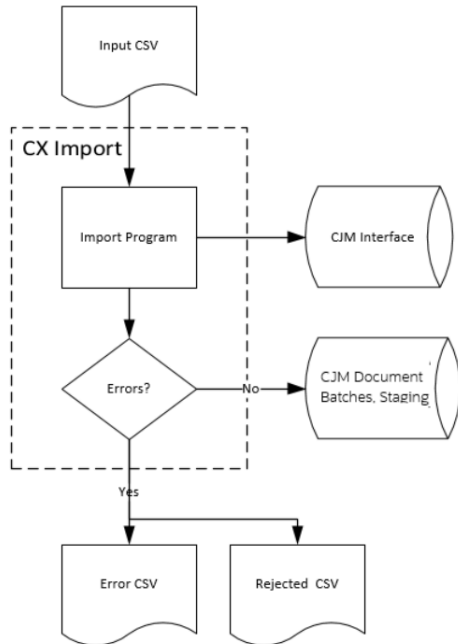 Input CSV
CX Import
Import Program
CJM Interface
Errors?
No
CJM Document
Batches, Staging
Yes
Error CSV
Rejected CSV